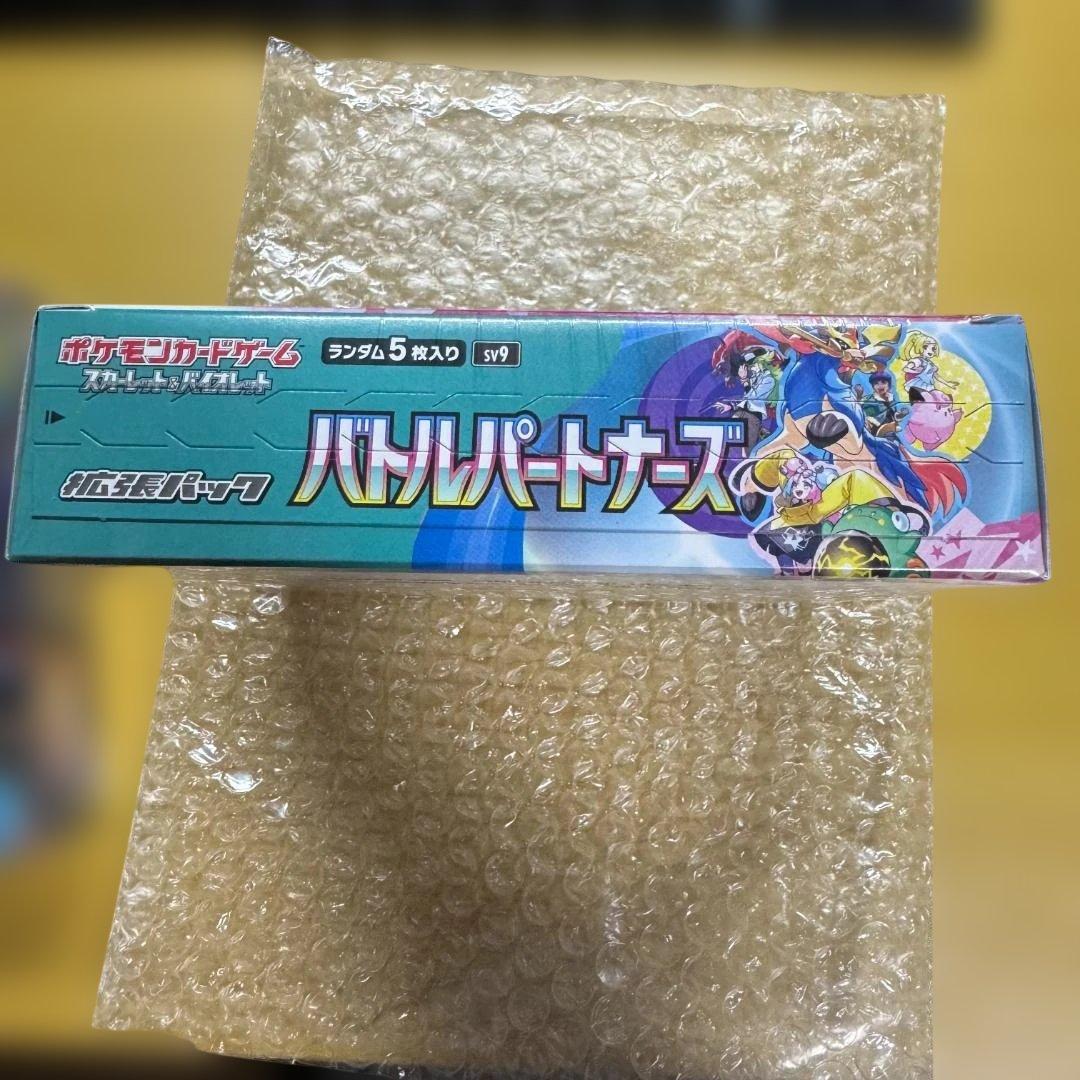 ポケモンカードゲーム
スカーレット&バイオレット
ランダム5枚入り
SV9
拡張パック
バトルパートナーズ